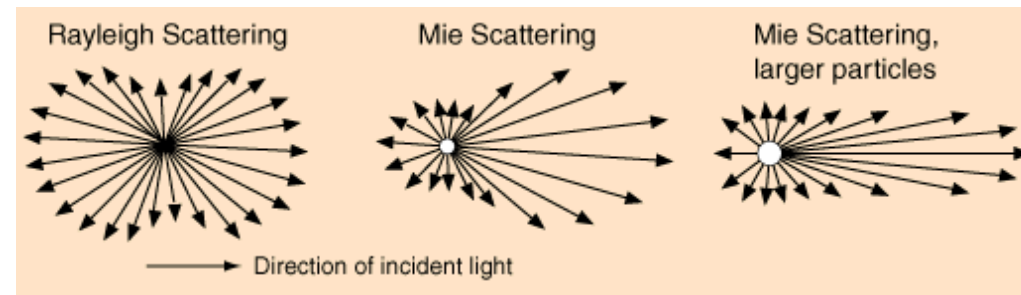 Rayleigh Scattering
Mie Scattering
Mie Scattering,
larger particles
Direction of incident light